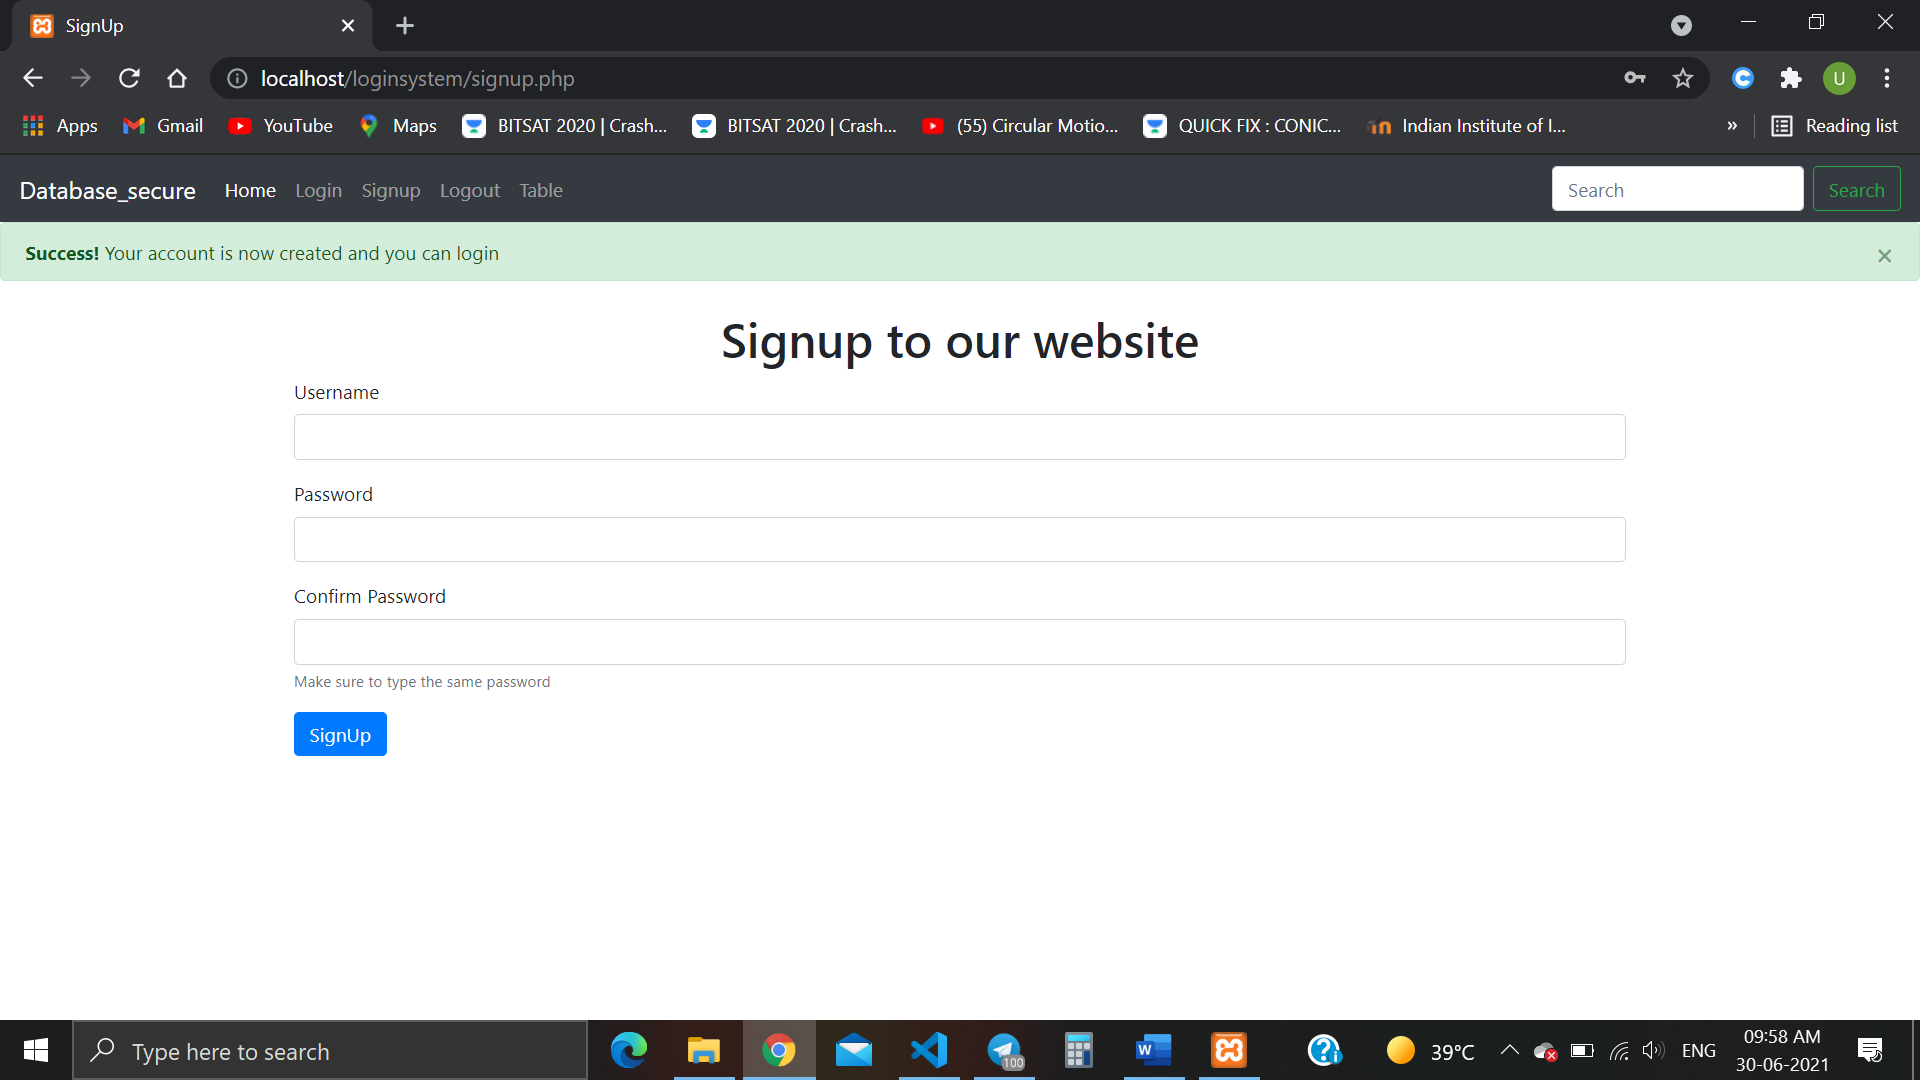 SignUp
localhost/loginsystem/signup.php
U
Apps Gmail YouTube Maps BITSAT 2020 | Crash... BITSAT 2020 | Crash... (55) Circular Motio... QUICK FIX : CONIC... Indian Institute of I... » Reading list
Database_secure Home Login Signup Logout Table Search Search
Success! Your account is now created and you can login ×
Signup to our website
Username
Password
Confirm Password
Make sure to type the same password
SignUp
Type here to search 100 W 39°C ENG 09:58 AM
30-06-2021